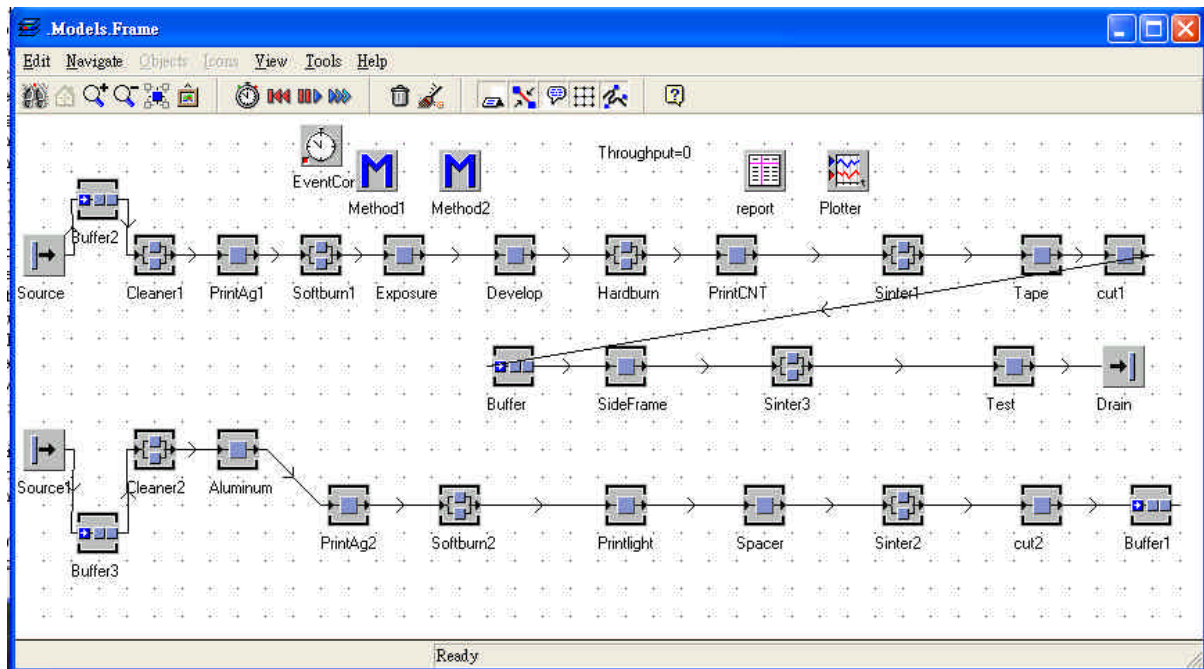 .Models.Frame
Edit Navigate Objects Icons View Tools Help
Throughput=0
EventCor
Method1 Method2 report Plotter
Buffer2
Source Cleaner1 PrintAg1 Softburn1 Exposure Develop Hardburn PrintCNT Sinter1 Tape cut1
Buffer SideFrame Sinter3 Test Drain
Source1 Cleaner2 Aluminum
PrintAg2 Softburn2 Printlight Spacer Sinter2 cut2 Buffer1
Buffer3
Ready